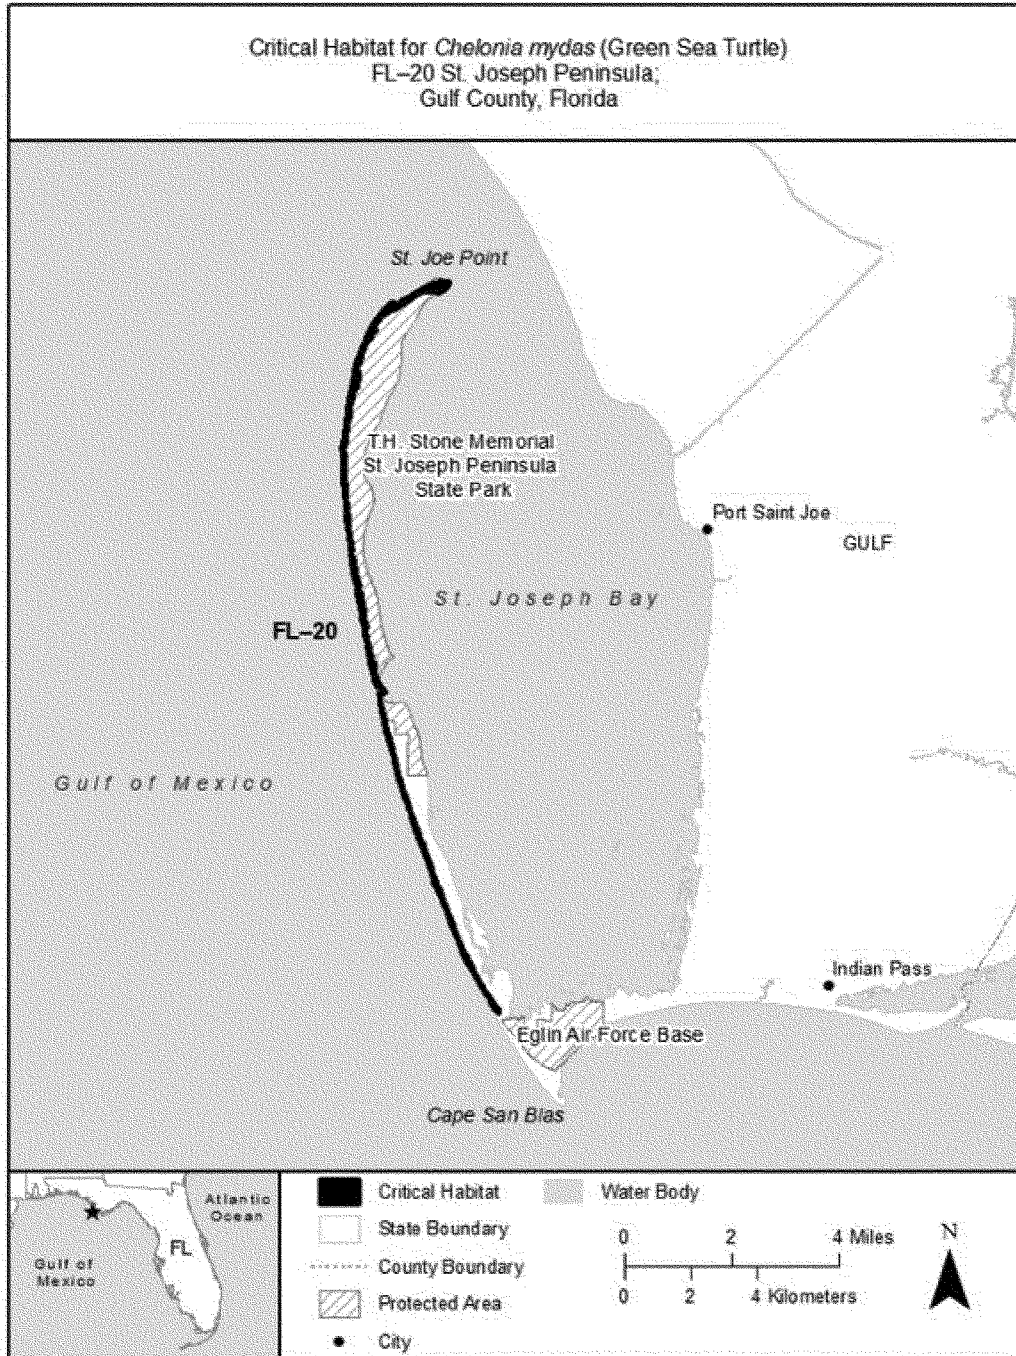 Critical Habitat for Chelonia mydas (Green Sea Turtle)
FL–20 St. Joseph Peninsula;
Gulf County, Florida
St. Joe Point
T.H. Stone Memorial
St. Joseph Peninsula
State Park
Port Saint Joe
GULF
St. Joseph Bay
FL–20
Gulf of Mexico
Indian Pass
Eglin Air Force Base
Cape San Blas
Atlantic
Ocean
FL
Gulf of
Mexico
Critical Habitat
Water Body
State Boundary
County Boundary
Protected Area
City
0 2 4 Miles
0 2 4 Kilometers
N